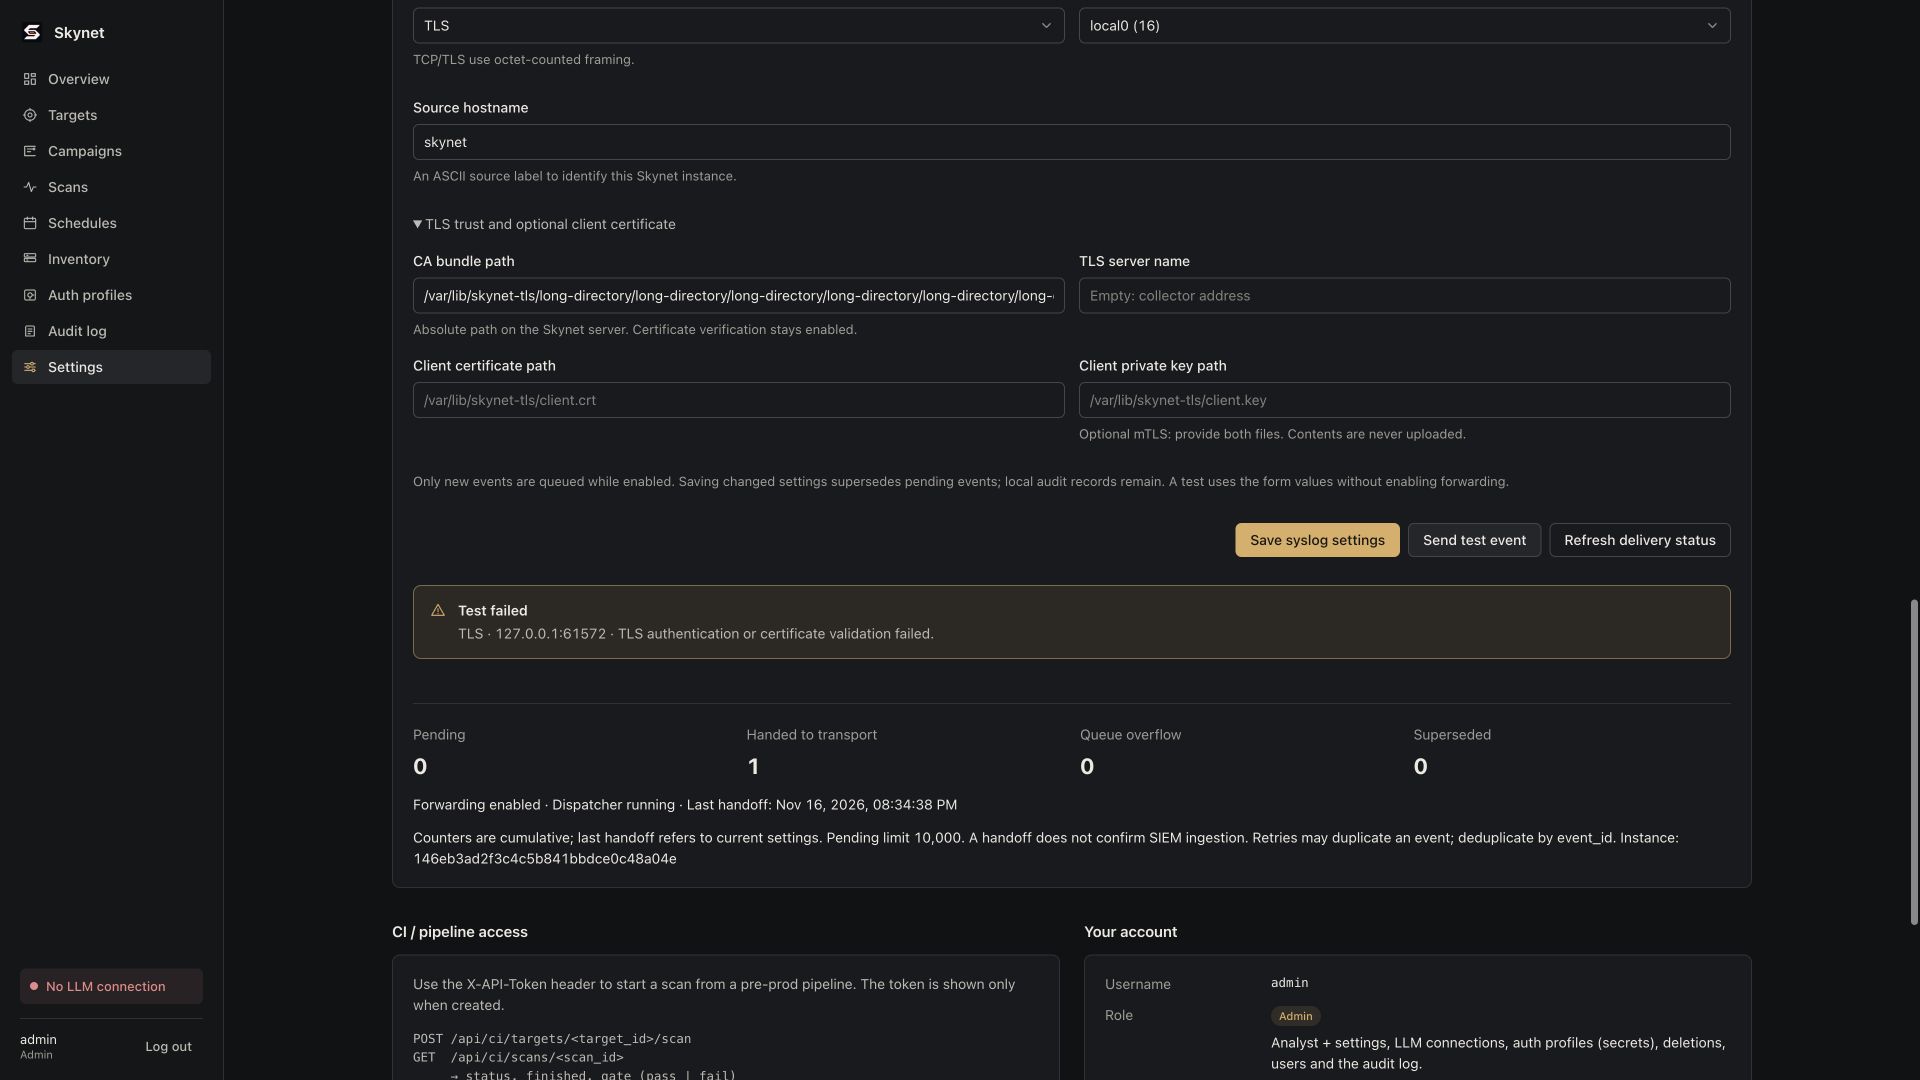 Skynet
Overview
Targets
Campaigns
Scans
Schedules
Inventory
Auth profiles
Audit log
Settings
No LLM connection
admin
Admin
Log out
TLS
local0 (16)
TCP/TLS use octet-counted framing.
Source hostname
skynet
An ASCII source label to identify this Skynet instance.
▼ TLS trust and optional client certificate
CA bundle path
TLS server name
/var/lib/skynet-tls/long-directory/long-directory/long-directory/long-directory/long-directory/long-
Empty: collector address
Absolute path on the Skynet server. Certificate verification stays enabled.
Client certificate path
Client private key path
/var/lib/skynet-tls/client.crt
/var/lib/skynet-tls/client.key
Optional mTLS: provide both files. Contents are never uploaded.
Only new events are queued while enabled. Saving changed settings supersedes pending events; local audit records remain. A test uses the form values without enabling forwarding.
Save syslog settings
Send test event
Refresh delivery status
Test failed
TLS · 127.0.0.1:61572 · TLS authentication or certificate validation failed.
Pending
Handed to transport
Queue overflow
Superseded
0
1
0
0
Forwarding enabled · Dispatcher running · Last handoff: Nov 16, 2026, 08:34:38 PM
Counters are cumulative; last handoff refers to current settings. Pending limit 10,000. A handoff does not confirm SIEM ingestion. Retries may duplicate an event; deduplicate by event_id. Instance:
146eb3ad2f3c4c5b841bbdce0c48a04e
CI / pipeline access
Use the X-API-Token header to start a scan from a pre-prod pipeline. The token is shown only
when created.
POST /api/ci/targets/<target_id>/scan
GET /api/ci/scans/<scan_id>
→ status, finished, gate (pass | fail)
Your account
Username
admin
Role
Admin
Analyst + settings, LLM connections, auth profiles (secrets), deletions,
users and the audit log.